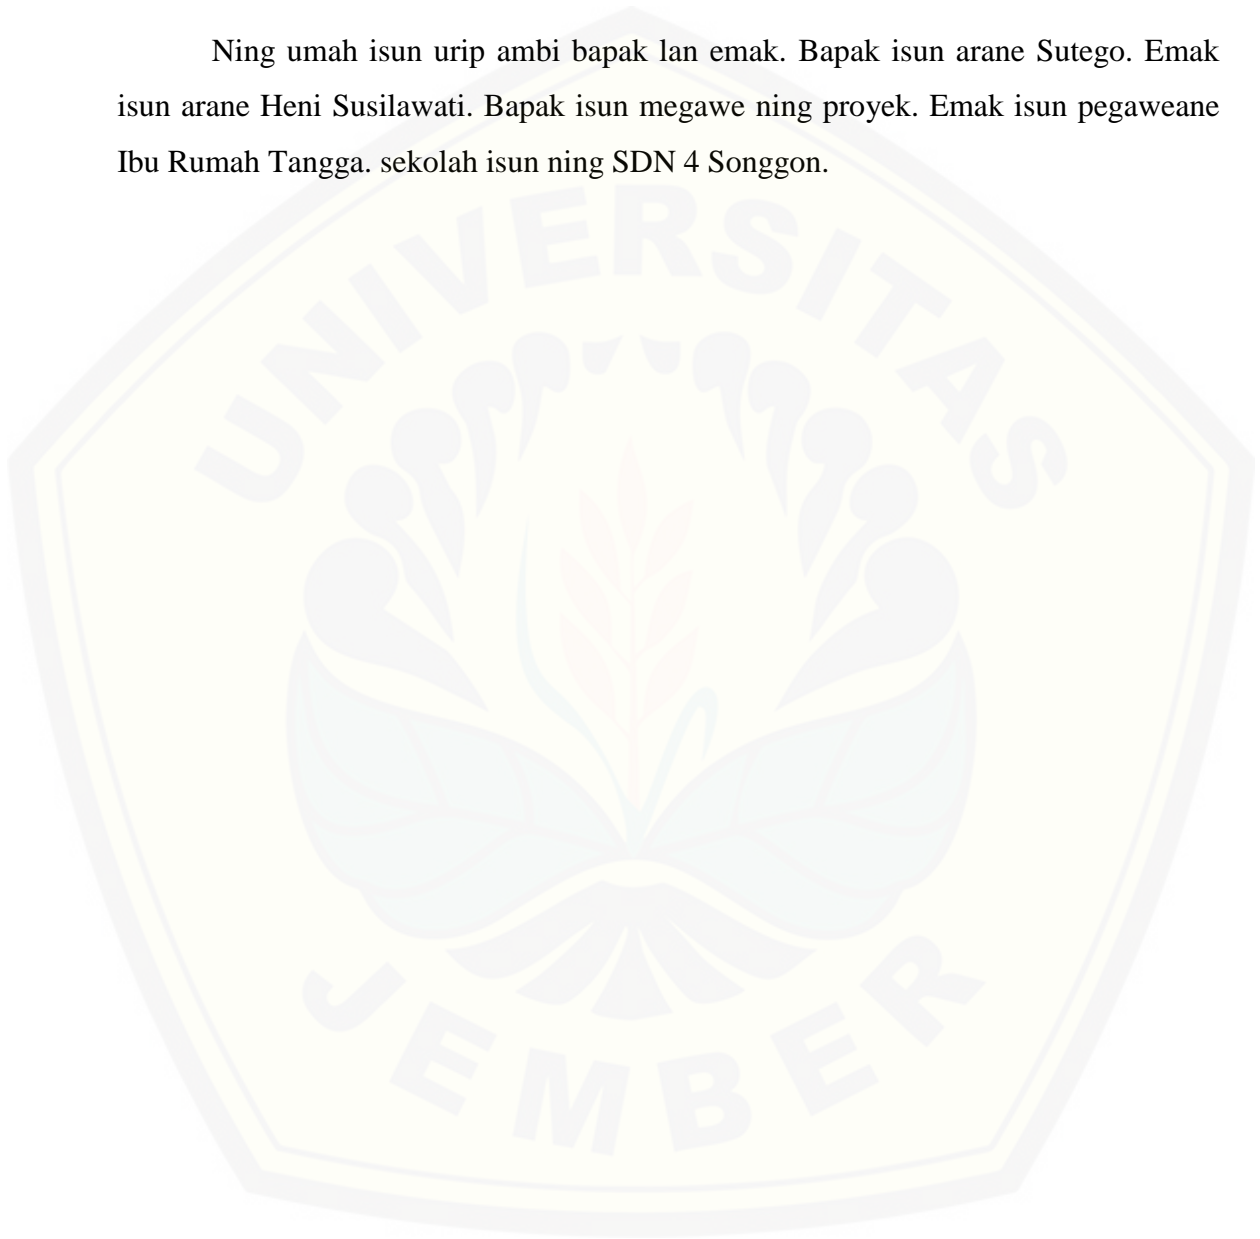 Ning umah isun urip ambi bapak lan emak. Bapak isun arane Sutego. Emak
isun arane Heni Susilawati. Bapak isun megawe ning proyek. Emak isun pegaweane
Ibu Rumah Tangga. sekolah isun ning SDN 4 Songgon.
UNIVERSITAS
JEMBER